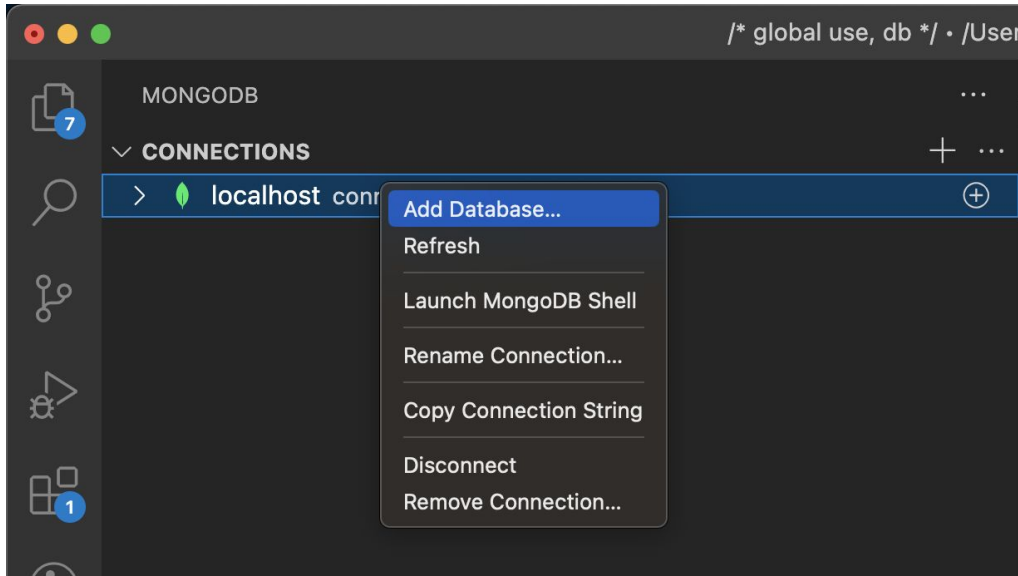 /* global use, db */ • /User
7
MONGODB
CONNECTIONS
localhost conn
Add Database...
Refresh
Launch MongoDB Shell
Rename Connection...
Copy Connection String
Disconnect
Remove Connection...
1